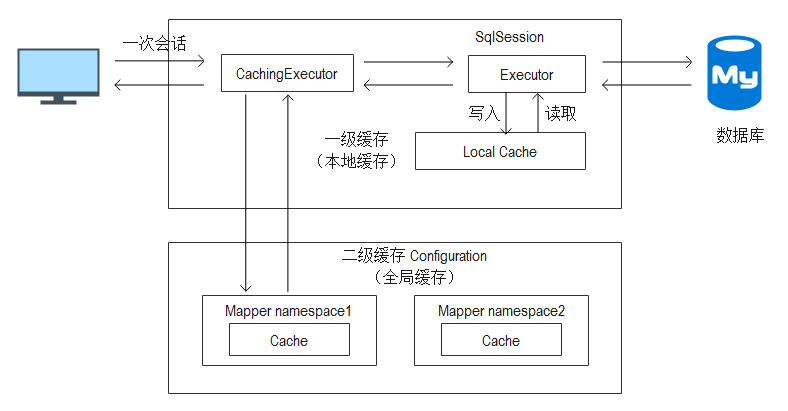 一次会话
SqlSession
CachingExecutor
Executor
My
写入
读取
数据库
一级缓存
（本地缓存）
Local Cache
二级缓存 Configuration
（全局缓存）
Mapper namespace1
Cache
Mapper namespace2
Cache